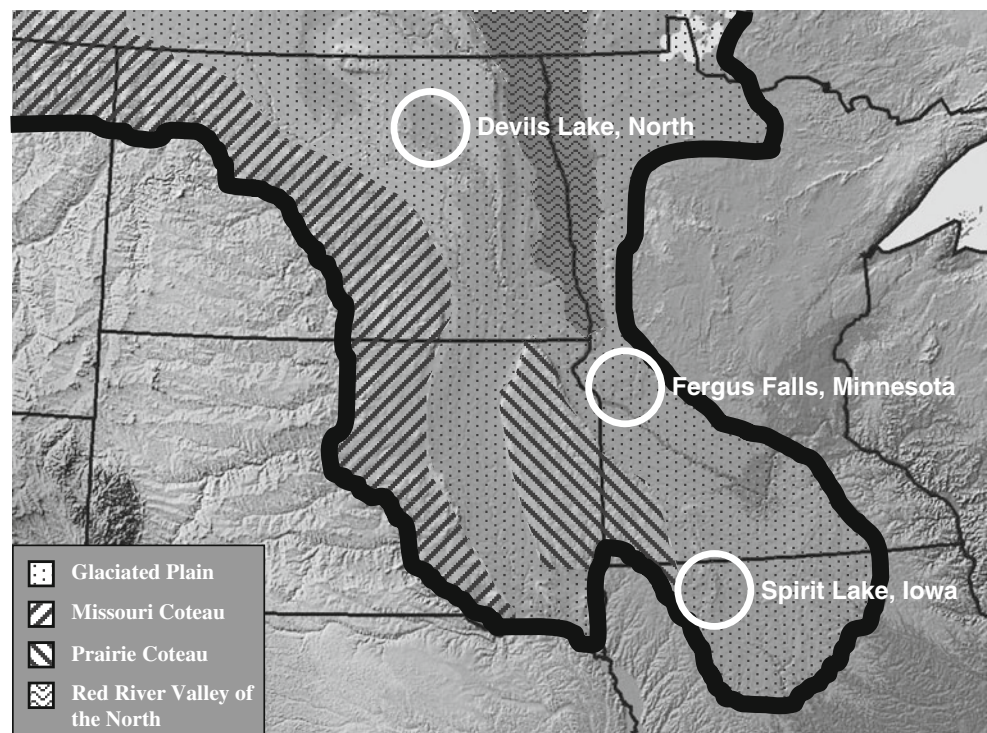 Devils Lake, North
Fergus Falls, Minnesota
Spirit Lake, Iowa
Glaciated Plain
Missouri Coteau
Prairie Coteau
Red River Valley of
the North